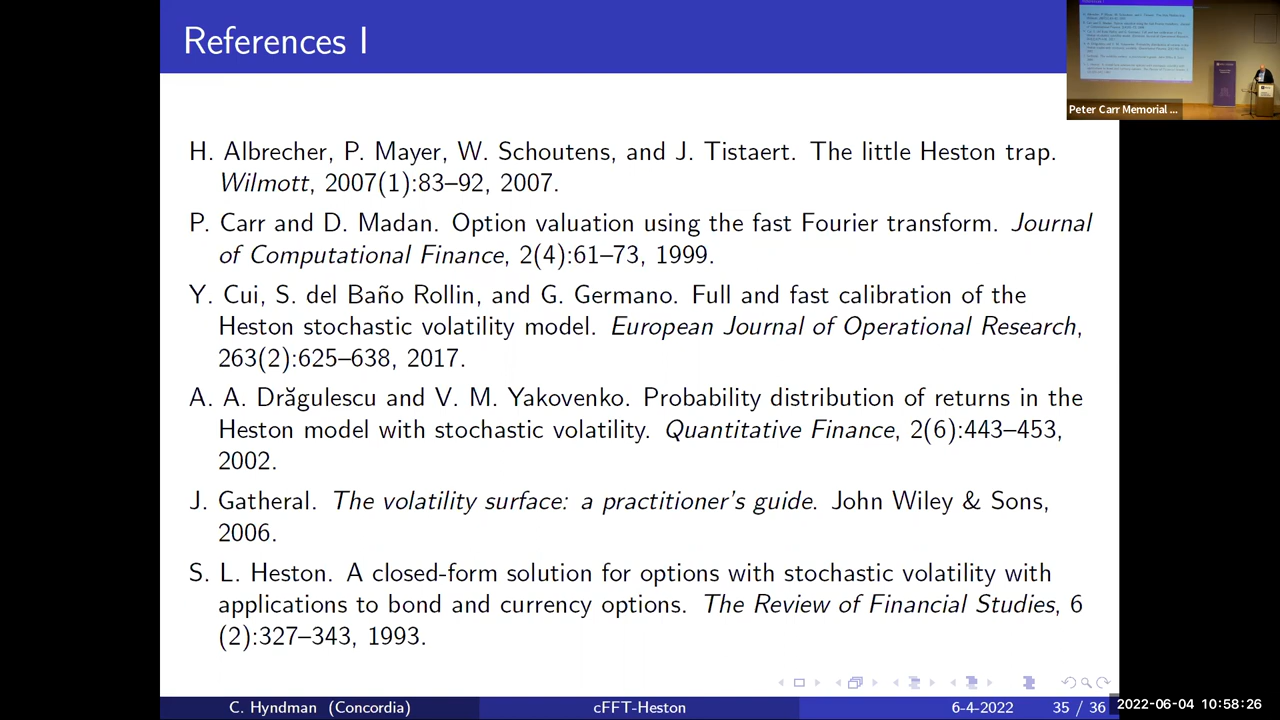 References I
Peter Carr Memorial ...
H. Albrecher, P. Mayer, W. Schoutens, and J. Tistaert. The little Heston trap.
Wilmott, 2007(1):83–92, 2007.
P. Carr and D. Madan. Option valuation using the fast Fourier transform. Journal
of Computational Finance, 2(4):61–73, 1999.
Y. Cui, S. del Baño Rollin, and G. Germano. Full and fast calibration of the
Heston stochastic volatility model. European Journal of Operational Research,
263(2):625–638, 2017.
A. A. Drăgulescu and V. M. Yakovenko. Probability distribution of returns in the
Heston model with stochastic volatility. Quantitative Finance, 2(6):443–453,
2002.
J. Gatheral. The volatility surface: a practitioner's guide. John Wiley & Sons,
2006.
S. L. Heston. A closed-form solution for options with stochastic volatility with
applications to bond and currency options. The Review of Financial Studies, 6
(2):327–343, 1993.
C. Hyndman (Concordia) cFFT-Heston 6-4-2022 35 / 36
2022-06-04 10:58:26